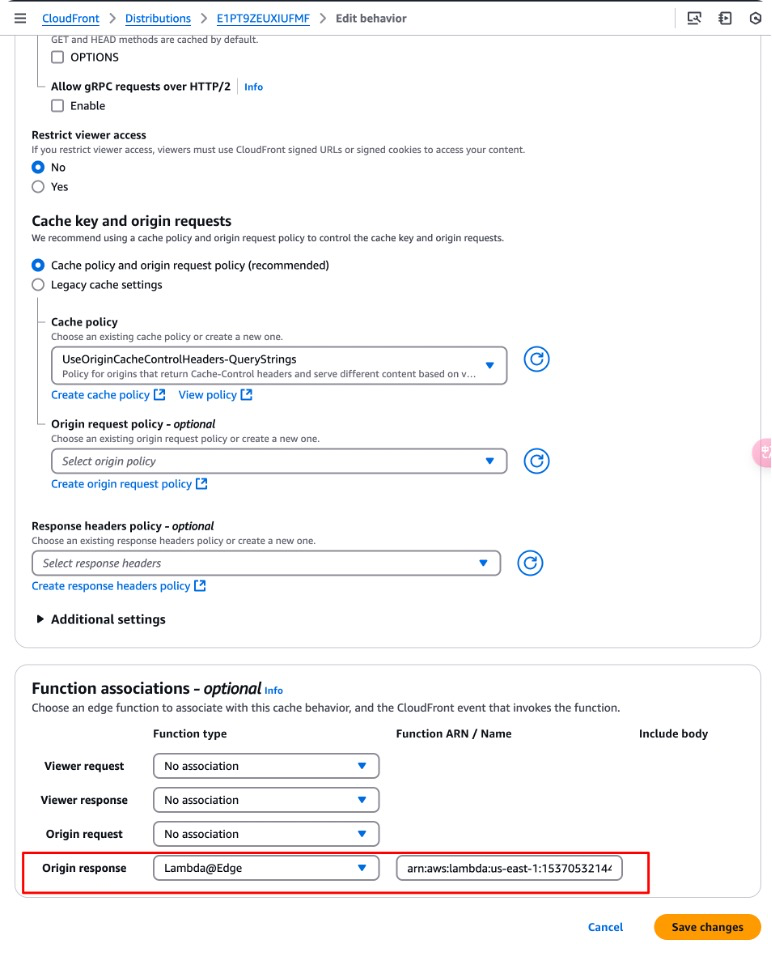 CloudFront > Distributions > E1PT9ZEUXIUFMF > Edit behavior
GET and HEAD methods are cached by default.
OPTIONS
Allow gRPC requests over HTTP/2 Info
Enable
Restrict viewer access
If you restrict viewer access, viewers must use CloudFront signed URLs or signed cookies to access your content.
No
Yes
Cache key and origin requests
We recommend using a cache policy and origin request policy to control the cache key and origin requests.
Cache policy and origin request policy (recommended)
Legacy cache settings
Cache policy
Choose an existing cache policy or create a new one.
UseOriginCacheControlHeaders-QueryStrings
Policy for origins that return Cache-Control headers and serve different content based on v...
Create cache policy View policy
Origin request policy - optional
Choose an existing origin request policy or create a new one.
Select origin policy
Create origin request policy
Response headers policy - optional
Choose an existing response headers policy or create a new one.
Select response headers
Create response headers policy
Additional settings
Function associations - optional Info
Choose an edge function to associate with this cache behavior, and the CloudFront event that invokes the function.
Function type Function ARN / Name Include body
Viewer request No association
Viewer response No association
Origin request No association
Origin response Lambda@Edge arn:aws:lambda:us-east-1:1537053214
Cancel Save changes